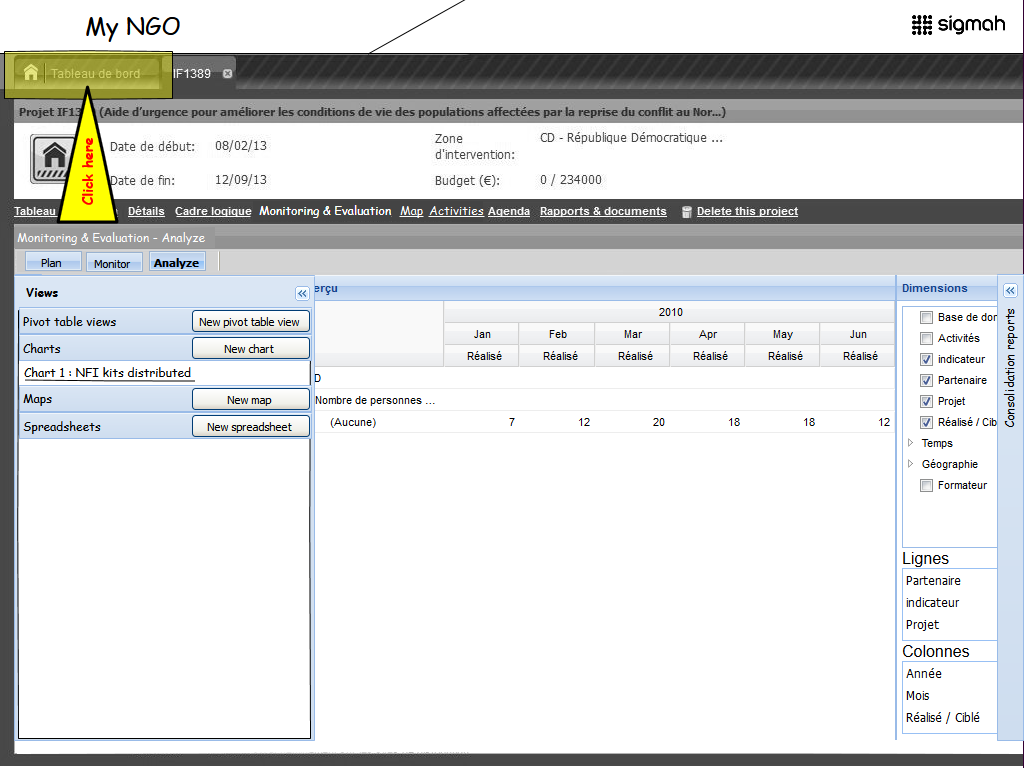 My NGO
sigmah
Tableau de bord
IF1389
Projet IF13 (Aide d'urgence pour améliorer les conditions de vie des populations affectées par la reprise du conflit au Nor...)
Date de début: 08/02/13
Zone d'intervention: CD - République Démocratique ...
Date de fin: 12/09/13
Budget (€): 0 / 234000
Click here
Tableau Détails Cadre logique Monitoring & Evaluation Map Activities Agenda Rapports & documents Delete this project
Monitoring & Evaluation - Analyze
Plan Monitor Analyze
Views
Pivot table views New pivot table view
Charts New chart
Chart 1 : NFI kits distributed
Maps New map
Spreadsheets New spreadsheet
erçu
2010
Jan Feb Mar Apr May Jun
Réalisé Réalisé Réalisé Réalisé Réalisé Réalisé
D
Nombre de personnes ...
(Aucune) 7 12 20 18 18 12
Dimensions
Base de don
Activités
indicateur
Partenaire
Projet
Réalisé / Cib
Temps
Géographie
Formateur
Lignes
Partenaire
indicateur
Projet
Colonnes
Année
Mois
Réalisé / Ciblé
Consolidation reports